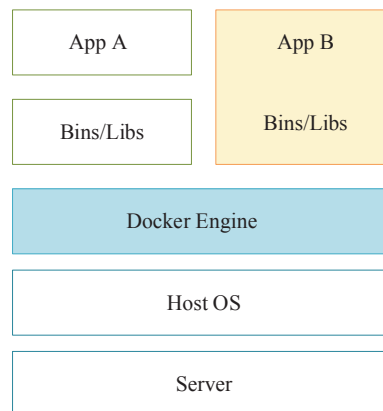 App A
App B
Bins/Libs
Bins/Libs
Docker Engine
Host OS
Server